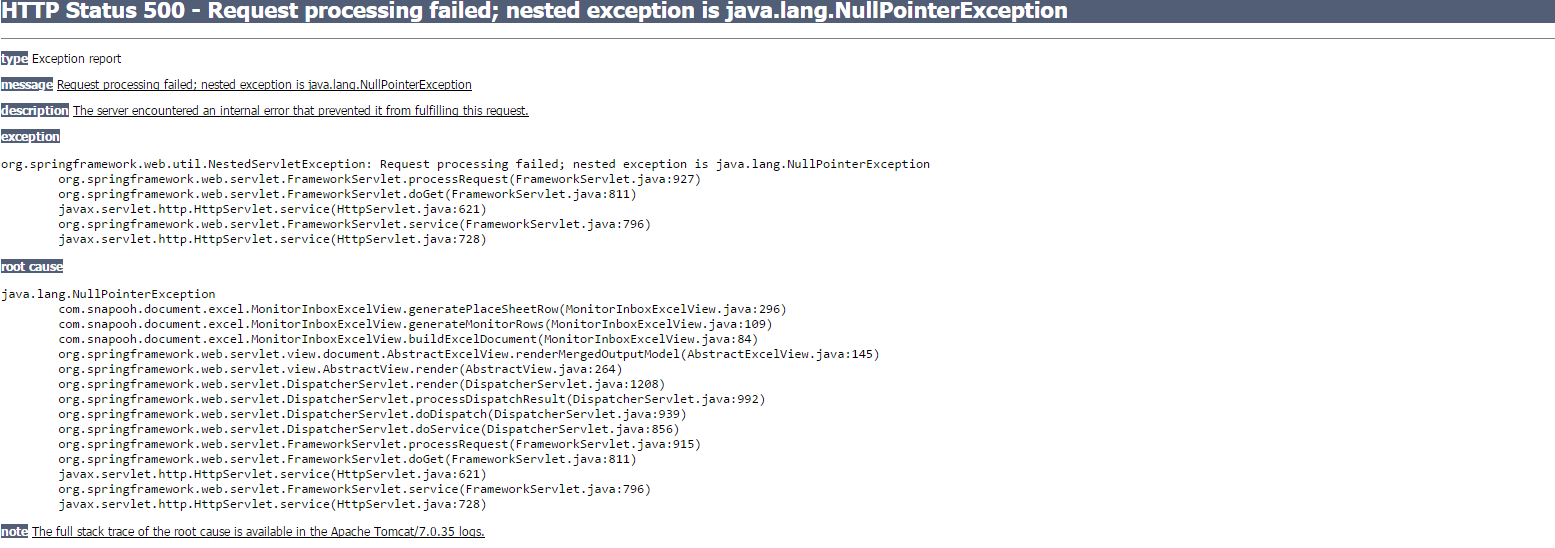 HTTP Status 500 - Request processing failed; nested exception is java.lang.NullPointerException
type Exception report
message Request processing failed; nested exception is java.lang.NullPointerException
description The server encountered an internal error that prevented it from fulfilling this request.
exception
org.springframework.web.util.NestedServletException: Request processing failed; nested exception is java.lang.NullPointerException
org.springframework.web.servlet.FrameworkServlet.processRequest(FrameworkServlet.java:927)
org.springframework.web.servlet.FrameworkServlet.doGet(FrameworkServlet.java:811)
javax.servlet.http.HttpServlet.service(HttpServlet.java:621)
org.springframework.web.servlet.FrameworkServlet.service(FrameworkServlet.java:796)
javax.servlet.http.HttpServlet.service(HttpServlet.java:728)
root cause
java.lang.NullPointerException
com.snapooh.document.excel.MonitorInboxExcelView.generatePlaceSheetRow(MonitorInboxExcelView.java:296)
com.snapooh.document.excel.MonitorInboxExcelView.generateMonitorRows(MonitorInboxExcelView.java:109)
com.snapooh.document.excel.MonitorInboxExcelView.buildExcelDocument(MonitorInboxExcelView.java:84)
org.springframework.web.servlet.view.document.AbstractExcelView.renderMergedOutputModel(AbstractExcelView.java:145)
org.springframework.web.servlet.view.AbstractView.render(AbstractView.java:264)
org.springframework.web.servlet.DispatcherServlet.render(DispatcherServlet.java:1208)
org.springframework.web.servlet.DispatcherServlet.processDispatchResult(DispatcherServlet.java:992)
org.springframework.web.servlet.DispatcherServlet.doDispatch(DispatcherServlet.java:939)
org.springframework.web.servlet.DispatcherServlet.doService(DispatcherServlet.java:856)
org.springframework.web.servlet.FrameworkServlet.processRequest(FrameworkServlet.java:915)
org.springframework.web.servlet.FrameworkServlet.doGet(FrameworkServlet.java:811)
javax.servlet.http.HttpServlet.service(HttpServlet.java:621)
org.springframework.web.servlet.FrameworkServlet.service(FrameworkServlet.java:796)
javax.servlet.http.HttpServlet.service(HttpServlet.java:728)
note The full stack trace of the root cause is available in the Apache Tomcat/7.0.35 logs.